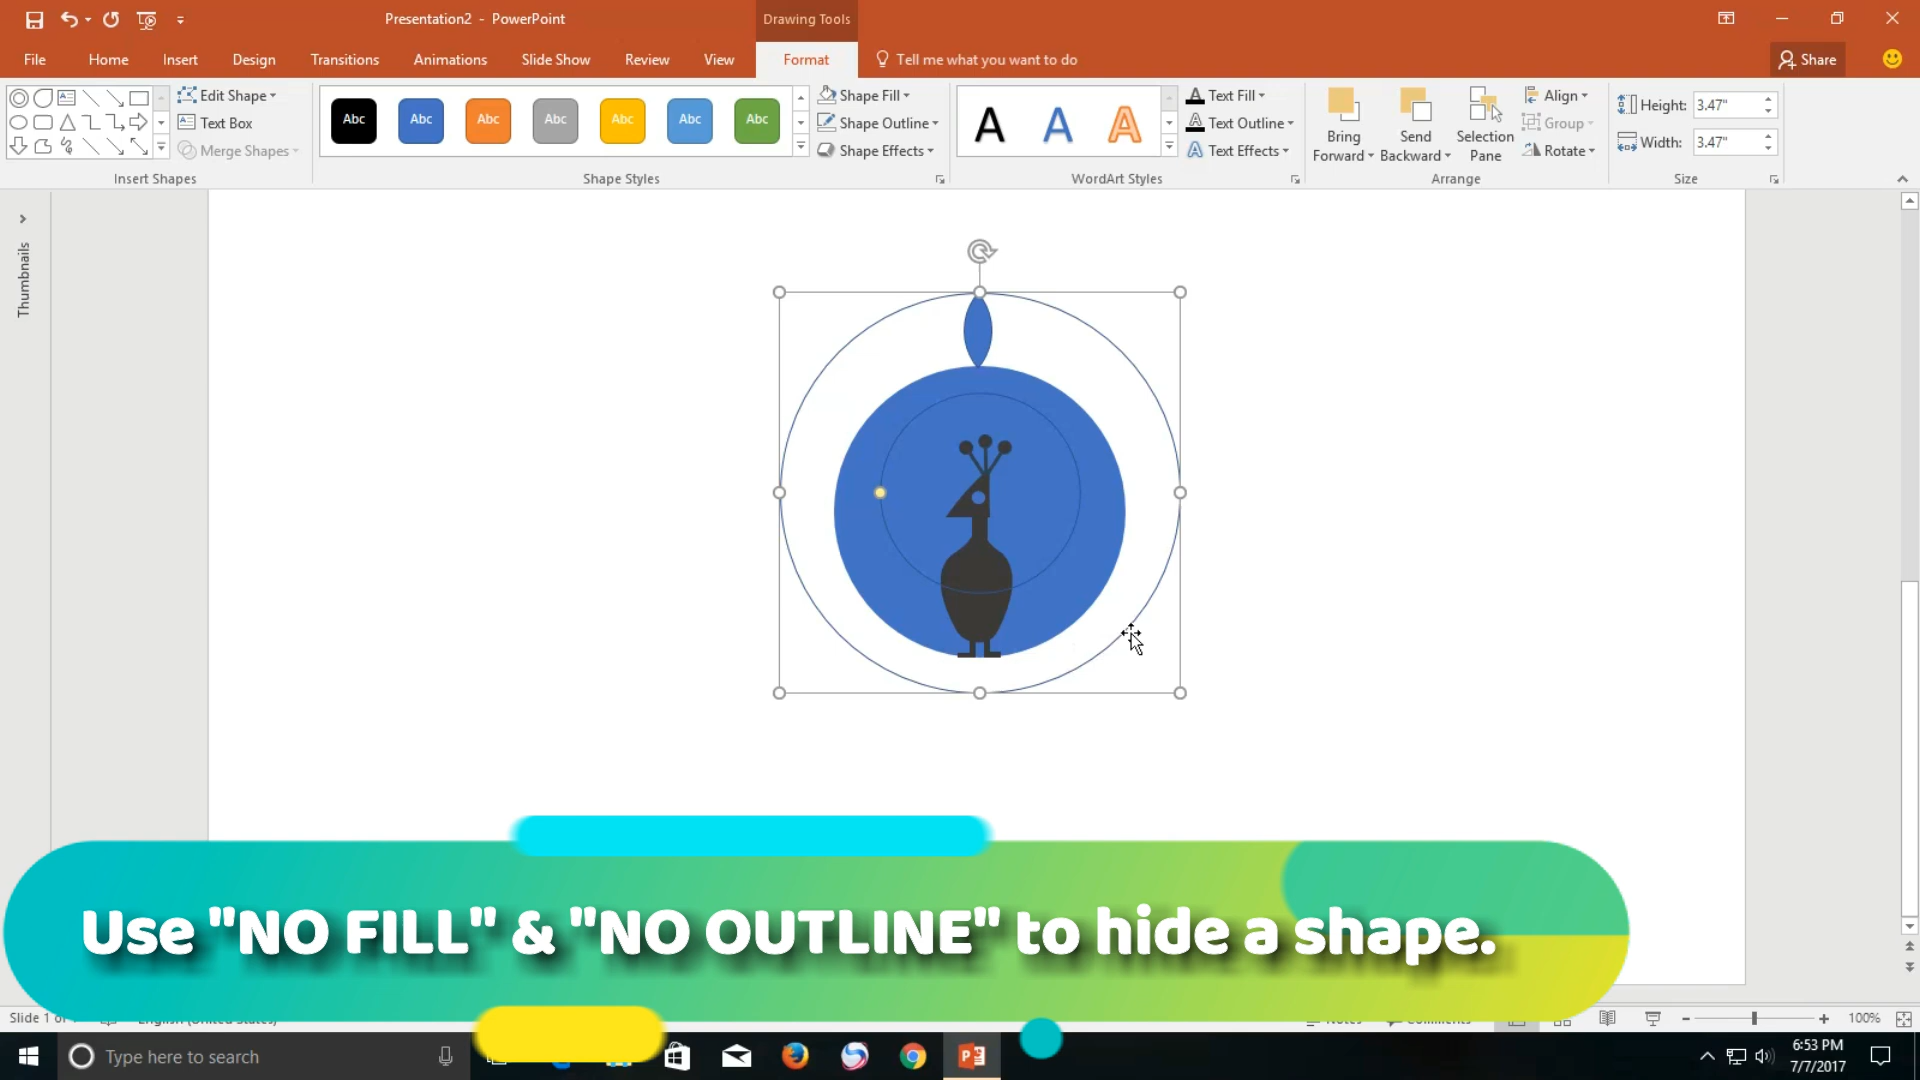 Presentation2 - PowerPoint
Drawing Tools
File Home Insert Design Transitions Animations Slide Show Review View Format Tell me what you want to do Share
Edit Shape
Text Box
Merge Shapes
Insert Shapes
Abc Abc Abc Abc Abc Abc Abc
Shape Fill
Shape Outline
Shape Effects
Shape Styles
A A A
Text Fill
Text Outline
Text Effects
WordArt Styles
Bring Forward
Send Backward
Selection Pane
Align
Group
Rotate
Arrange
Height: 3.47"
Width: 3.47"
Size
Thumbnails
Use "NO FILL" & "NO OUTLINE" to hide a shape.
Slide 1 of
100%
Type here to search
6:53 PM
7/7/2017